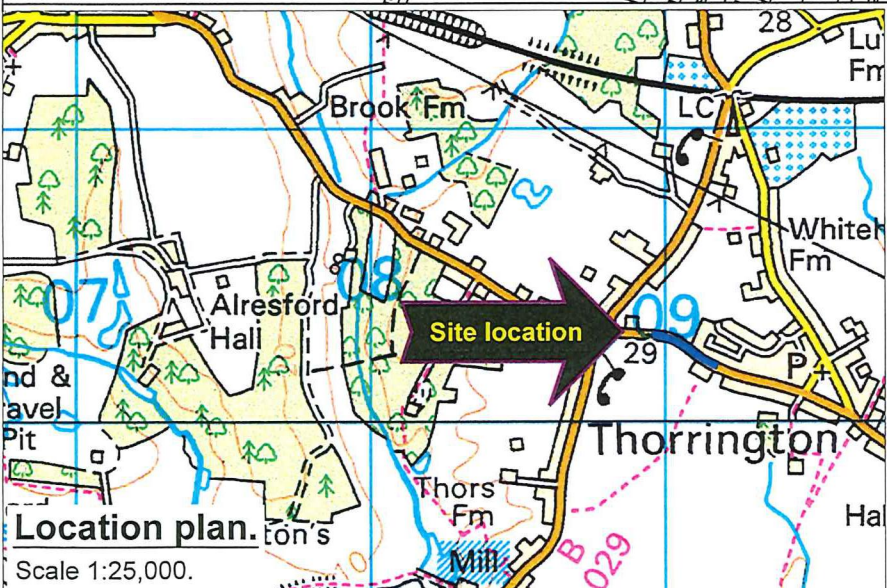 28
Lu
Fm
Brook Fm
LC
Whiteh
Fm
07
08
09
Alresford
Hall
Site location
29
P
nd &
avel
Pit
Thorrington
Thors
Fm
Hal
Location plan.
ton's
Scale 1:25,000.
10
Mill
B
029